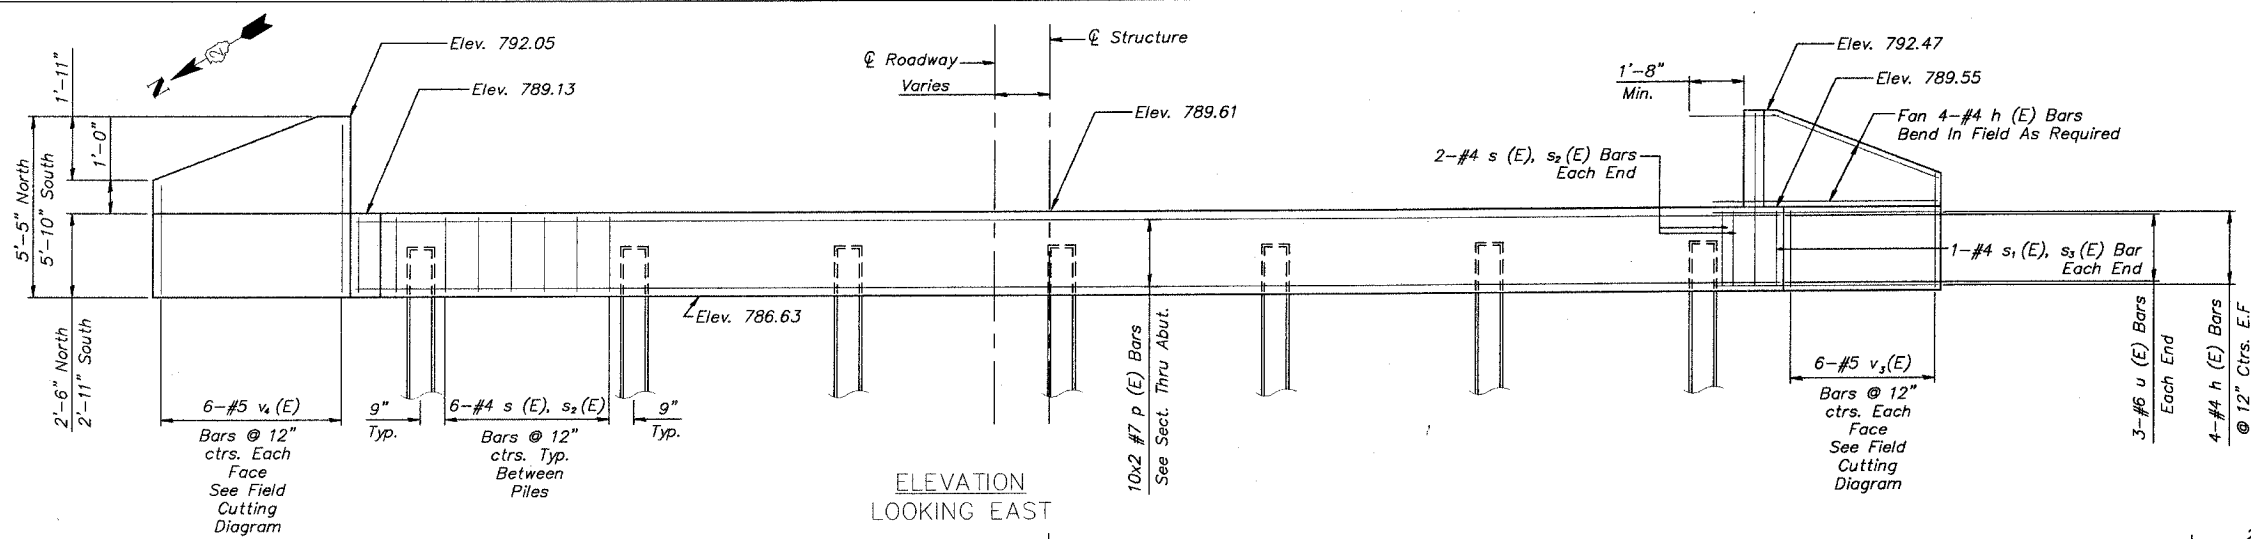 N
Elev. 792.05
Elev. 789.13
℄ Roadway
Varies
℄ Structure
Elev. 789.61
1'-8"
Min.
Elev. 792.47
Elev. 789.55
Fan 4-#4 h (E) Bars
Bend In Field As Required
2-#4 s (E), s₂(E) Bars
Each End
1-#4 s₁(E), s₃(E) Bar
Each End
1'-11"
1'-0"
5'-5" North
5'-10" South
2'-6" North
2'-11" South
Elev. 786.63
6-#5 v₄(E)
Bars @ 12"
ctrs. Each
Face
See Field
Cutting
Diagram
9"
Typ.
6-#4 s (E), s₂(E)
Bars @ 12"
ctrs. Typ.
Between
Piles
9"
Typ.
10x2 #7 p (E) Bars
See Sect. Thru Abut.
6-#5 v₃(E)
Bars @ 12"
ctrs. Each
Face
See Field
Cutting
Diagram
3-#6 u (E) Bars
Each End
4-#4 h (E) Bars
@ 12" Ctrs. E.F
ELEVATION
LOOKING EAST